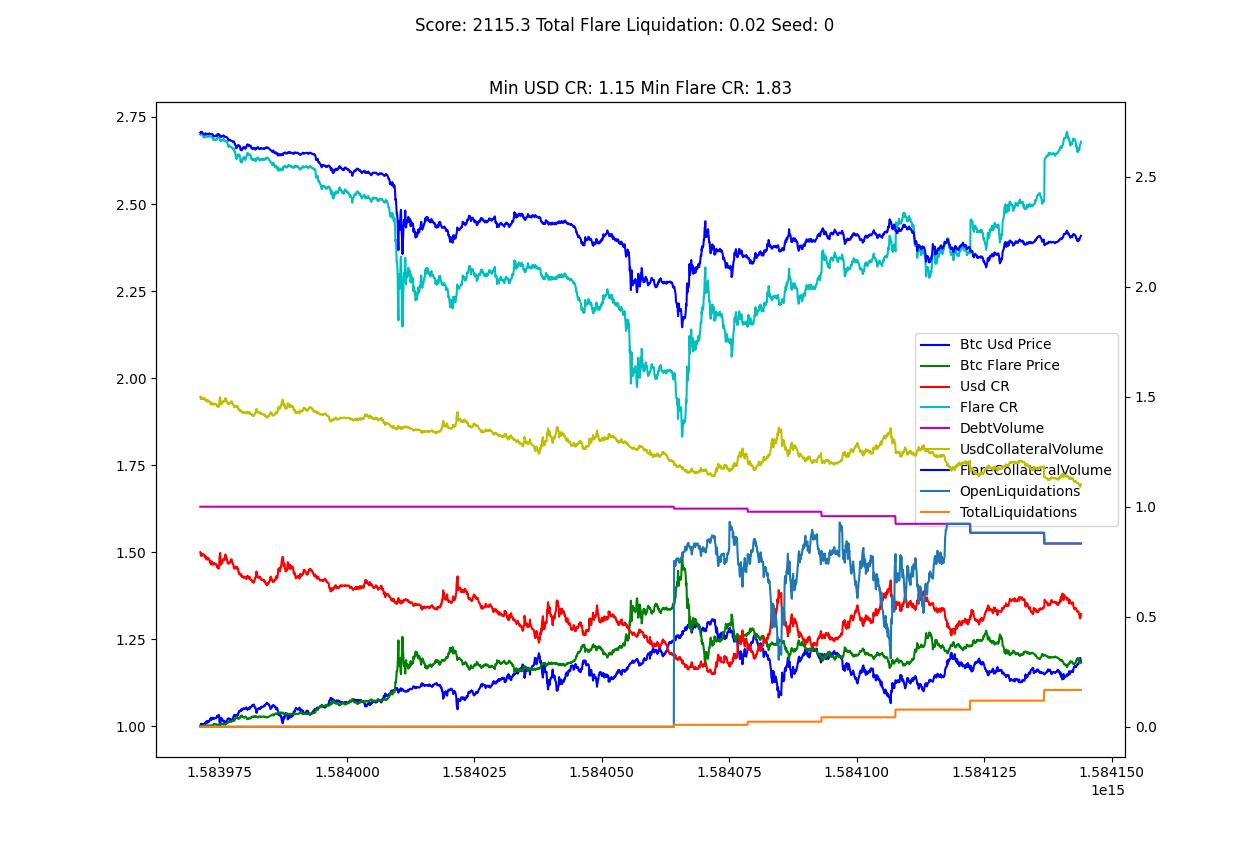 Score: 2115.3 Total Flare Liquidation: 0.02 Seed: 0
Min USD CR: 1.15 Min Flare CR: 1.83
2.75
2.50
2.25
2.00
1.75
1.50
1.25
1.00
2.5
2.0
1.5
1.0
0.5
0.0
Btc Usd Price
Btc Flare Price
Usd CR
Flare CR
DebtVolume
UsdCollateralVolume
FlareCollateralVolume
OpenLiquidations
TotalLiquidations
1.583975 1.584000 1.584025 1.584050 1.584075 1.584100 1.584125 1.584150
1e15